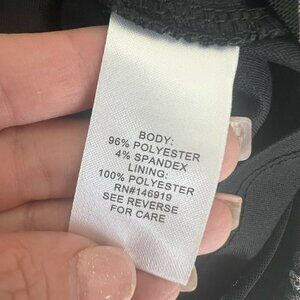 BODY:
96% POLYESTER
4% SPANDEX
LINING:
100% POLYESTER
RN#146919
SEE REVERSE
FOR CARE